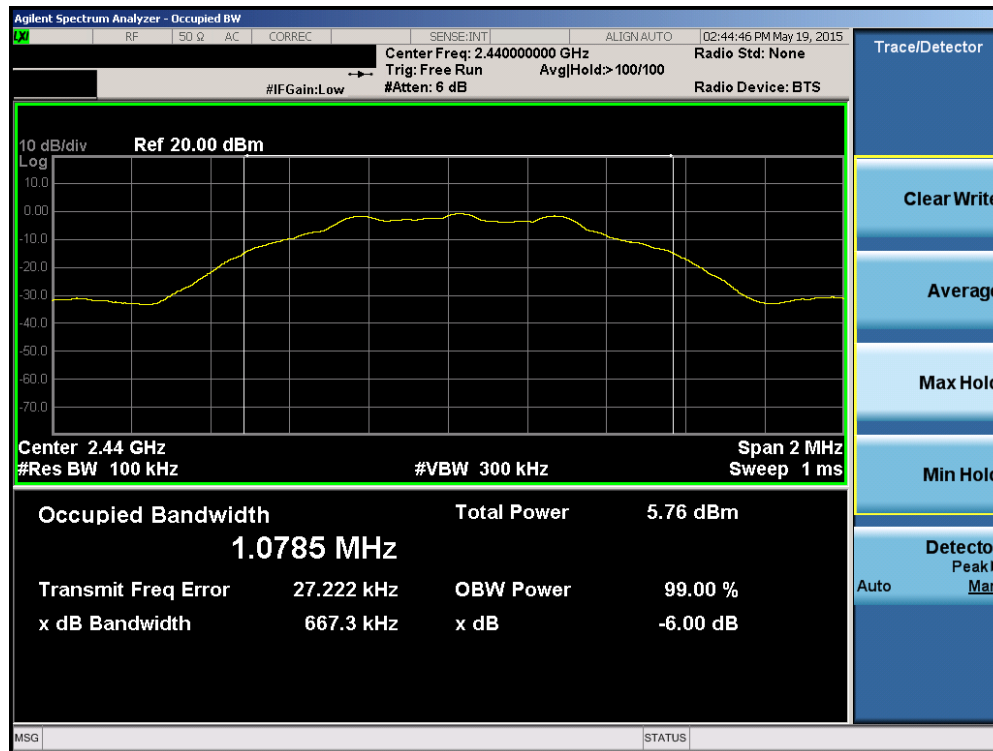 Agilent Spectrum Analyzer - Occupied BW
LXI RF 50 Ω AC CORREC SENSE:INT ALIGN AUTO 02:44:46 PM May 19, 2015
Center Freq: 2.440000000 GHz Radio Std: None
Trig: Free Run Avg|Hold:>100/100
#IFGain:Low #Atten: 6 dB Radio Device: BTS
Trace/Detector
10 dB/div Ref 20.00 dBm
Log
10.0
0.00
-10.0
-20.0
-30.0
-40.0
-50.0
-60.0
-70.0
Center 2.44 GHz Span 2 MHz
#Res BW 100 kHz #VBW 300 kHz Sweep 1 ms
Occupied Bandwidth Total Power 5.76 dBm
1.0785 MHz
Transmit Freq Error 27.222 kHz OBW Power 99.00 %
x dB Bandwidth 667.3 kHz x dB -6.00 dB
Clear Write
Average
Max Hold
Min Hold
Detecto
Peak
Auto Man
MSG STATUS